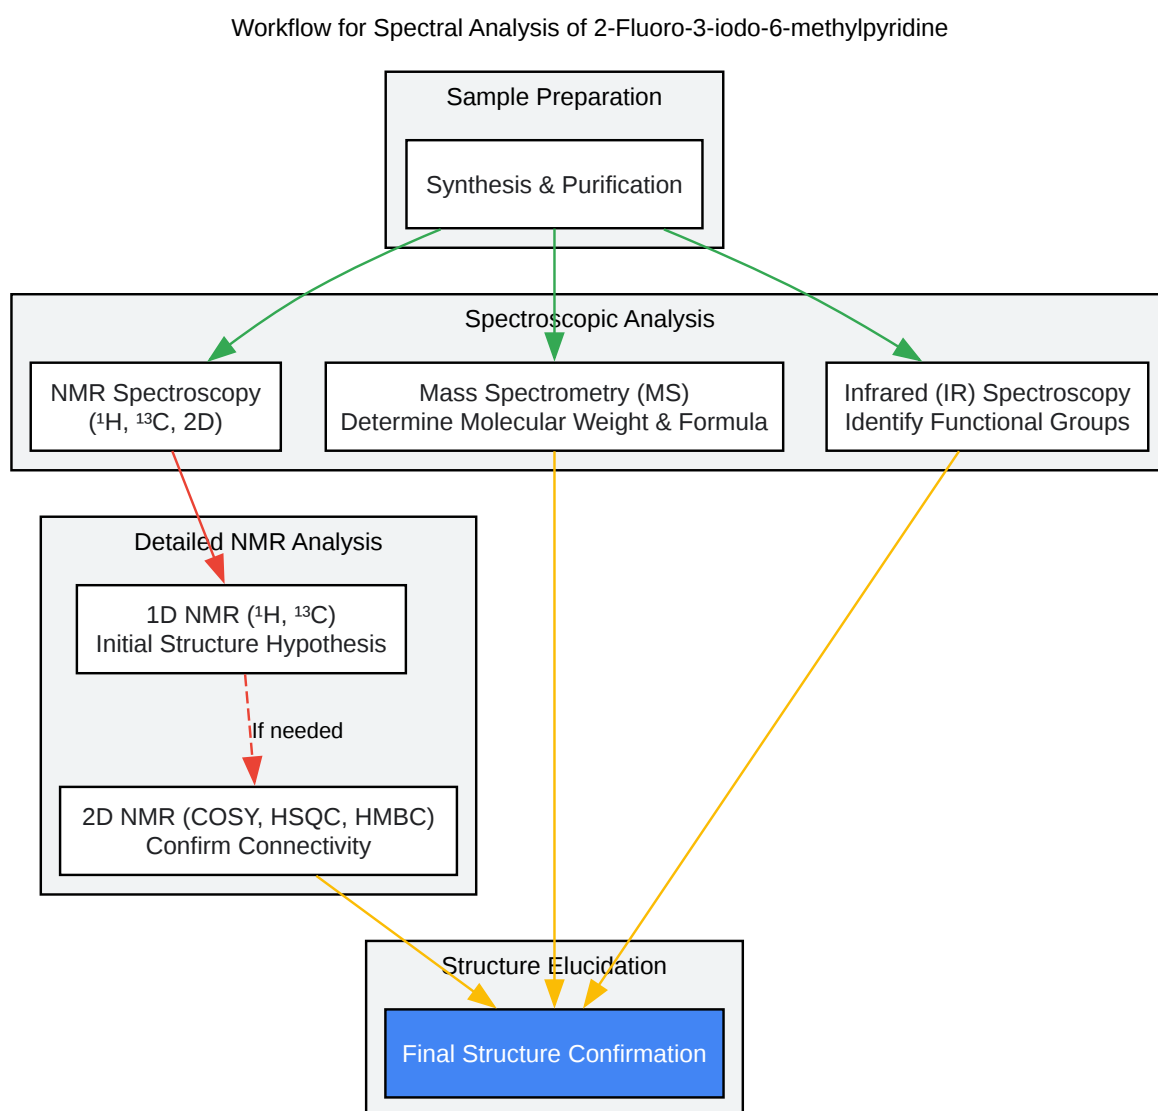 Workflow for Spectral Analysis of 2-Fluoro-3-iodo-6-methylpyridine
Sample Preparation
Synthesis & Purification
Spectroscopic Analysis
NMR Spectroscopy
(¹H, ¹³C, 2D)
Mass Spectrometry (MS)
Determine Molecular Weight & Formula
Infrared (IR) Spectroscopy
Identify Functional Groups
Detailed NMR Analysis
1D NMR (¹H, ¹³C)
Initial Structure Hypothesis
If needed
2D NMR (COSY, HSQC, HMBC)
Confirm Connectivity
Structure Elucidation
Final Structure Confirmation